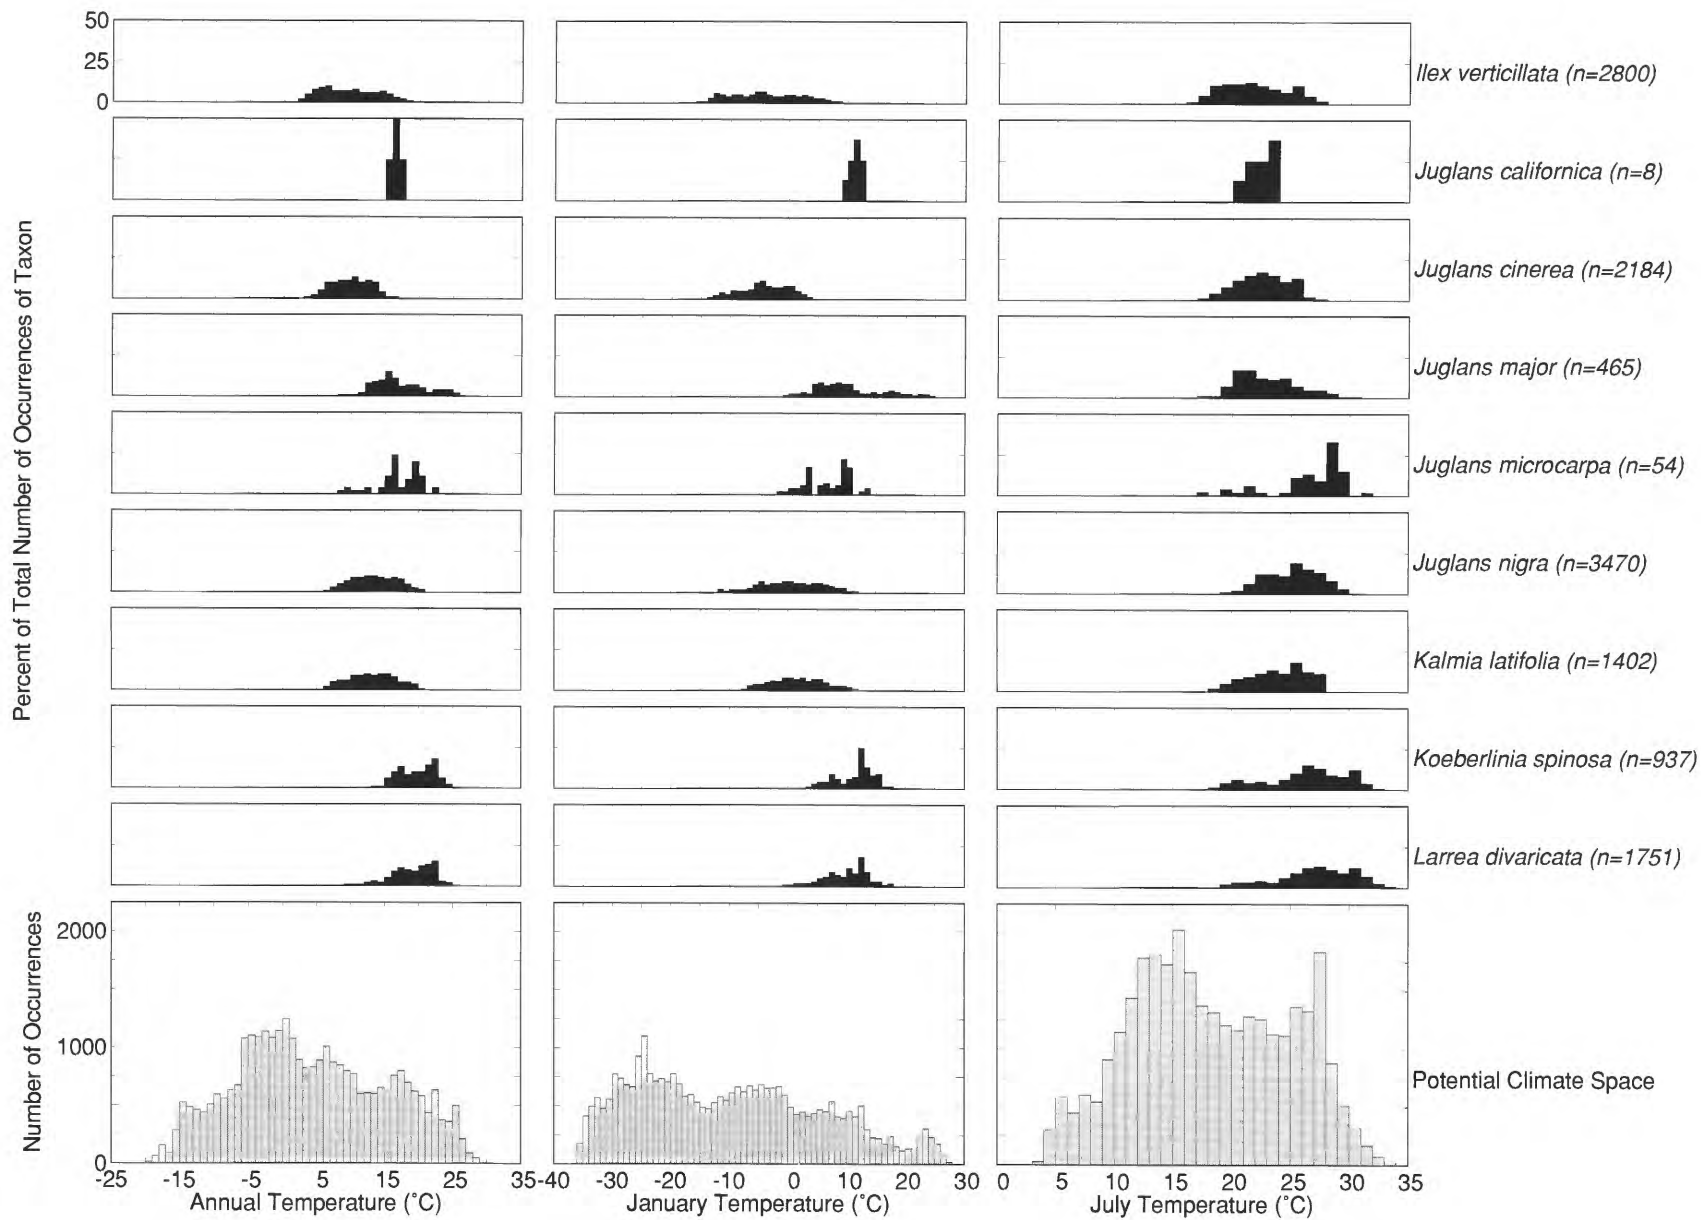 50
25
0
Ilex verticillata (n=2800)
Juglans californica (n=8)
Juglans cinerea (n=2184)
Juglans major (n=465)
Juglans microcarpa (n=54)
Juglans nigra (n=3470)
Kalmia latifolia (n=1402)
Koeberlinia spinosa (n=937)
Larrea divaricata (n=1751)
Percent of Total Number of Occurrences of Taxon
Number of Occurrences
2000
1000
0
Potential Climate Space
-25 -15 -5 5 15 25 35
-40 -30 -20 -10 0 10 20 30
0 5 10 15 20 25 30 35
Annual Temperature (°C)
January Temperature (°C)
July Temperature (°C)